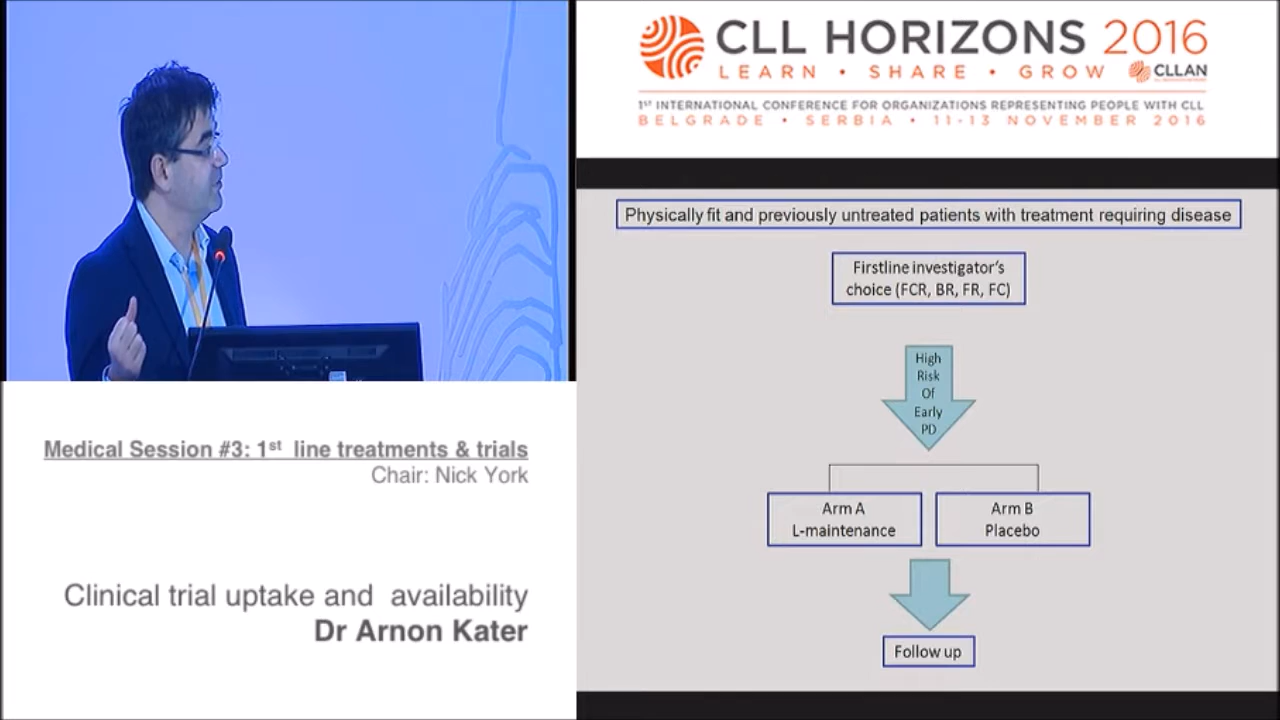 CLL HORIZONS 2016
LEARN • SHARE • GROW CLLAN
1ST INTERNATIONAL CONFERENCE FOR ORGANIZATIONS REPRESENTING PEOPLE WITH CLL
BELGRADE • SERBIA • 11-13 NOVEMBER 2016
Physically fit and previously untreated patients with treatment requiring disease
Firstline investigator's
choice (FCR, BR, FR, FC)
High
Risk
Of
Early
PD
Arm A
L-maintenance
Arm B
Placebo
Follow up
Medical Session #3: 1st line treatments & trials
Chair: Nick York
Clinical trial uptake and availability
Dr Arnon Kater